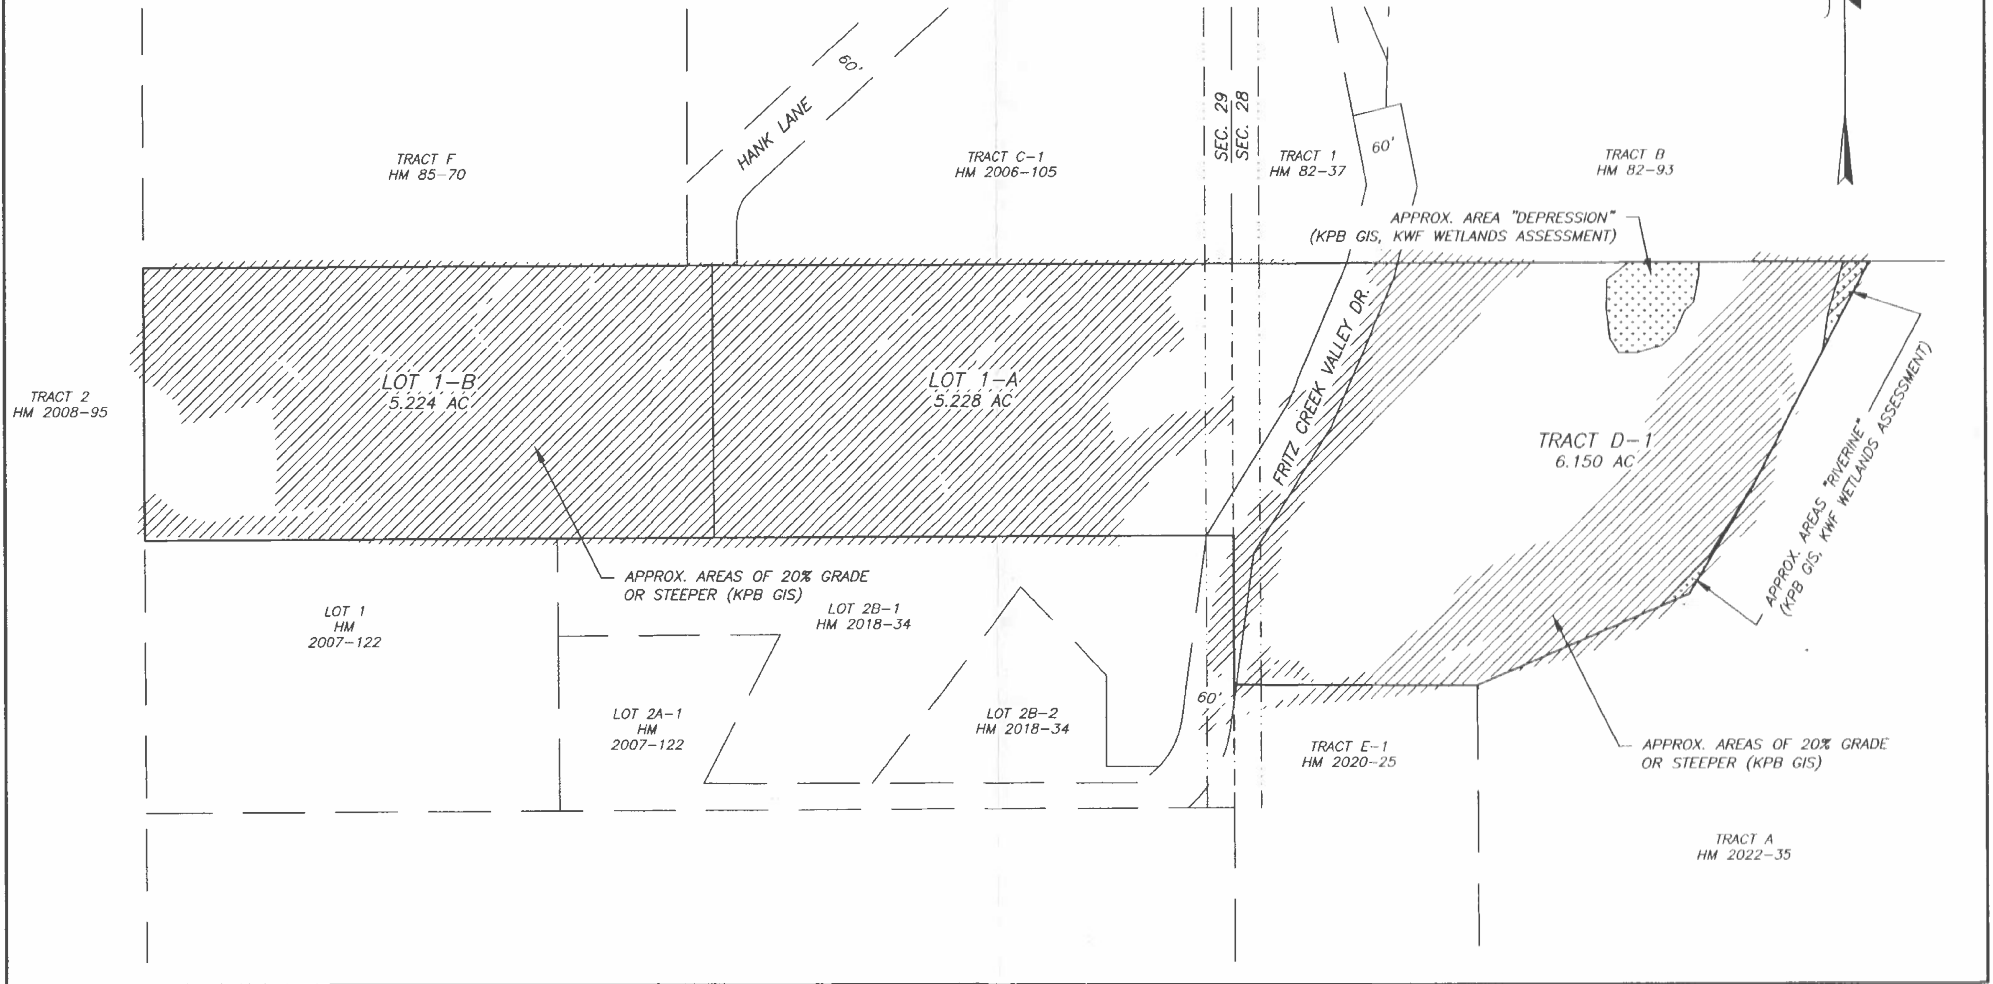 60'
HANK LANE
SEC. 29
SEC. 28
TRACT F
HM 85-70
TRACT C-1
HM 2006-105
TRACT 1
HM 82-37
60'
TRACT B
HM 82-93
APPROX. AREA "DEPRESSION"
(KPB GIS, KWF WETLANDS ASSESSMENT)
TRACT 2
HM 2008-95
LOT 1-B
5.224 AC
LOT 1-A
5.228 AC
FRITZ CREEK VALLEY DR.
TRACT D-1
6.150 AC
APPROX. AREAS "RIVERINE"
(KPB GIS, KWF WETLANDS ASSESSMENT)
APPROX. AREAS OF 20% GRADE
OR STEEPER (KPB GIS)
LOT 1
HM
2007-122
LOT 2B-1
HM 2018-34
LOT 2A-1
HM
2007-122
LOT 2B-2
HM 2018-34
60'
TRACT E-1
HM 2020-25
APPROX. AREAS OF 20% GRADE
OR STEEPER (KPB GIS)
TRACT A
HM 2022-35